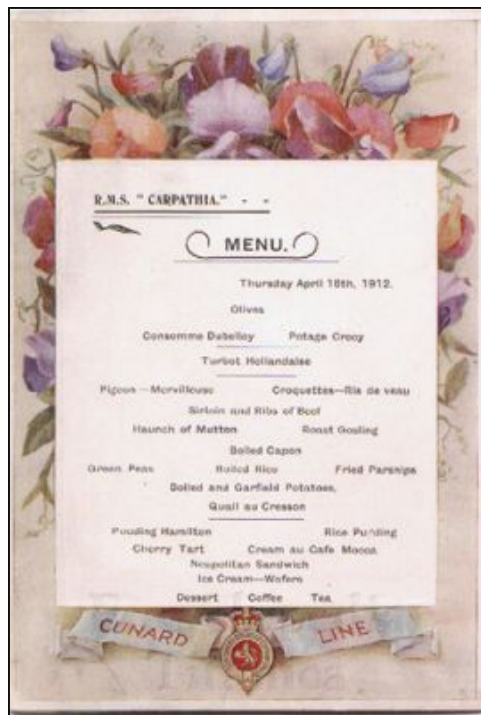 R.M.S. " CARPATHIA." - -
MENU.
Thursday April 18th, 1912.
Olives
Consomme Dubelloy Potage Crecy
Turbot Hollandaise
Pigeon—Merveilleuse Croquettes—Ris de veau
Sirloin and Ribs of Beef
Haunch of Mutton Roast Gosling
Boiled Capon
Green Peas Boiled Rice Fried Parsnips
Boiled and Garfield Potatoes.
Quail au Cresson
Pouding Hamilton Rice Pudding
Cherry Tart Cream au Cafe Mocca
Neapolitan Sandwich
Ice Cream—Wafers
Dessert Coffee Tea
CUNARD LINE